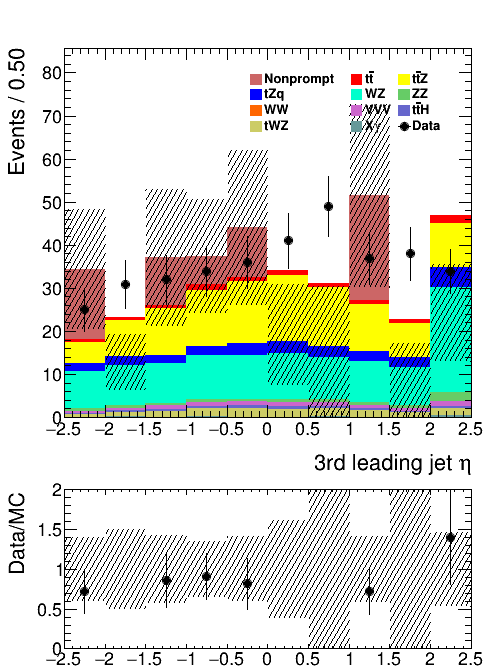 Events / 0.50
80
70
60
50
40
30
20
10
0
Nonprompt tt̄ tt̄Z
tZq WZ ZZ
WW VVV tt̄H
tWZ Xγ Data
−2.5 −2 −1.5 −1 −0.5 0 0.5 1 1.5 2 2.5
3rd leading jet η
Data/MC
2
1.5
1
0.5
0
−2.5 −2 −1.5 −1 −0.5 0 0.5 1 1.5 2 2.5